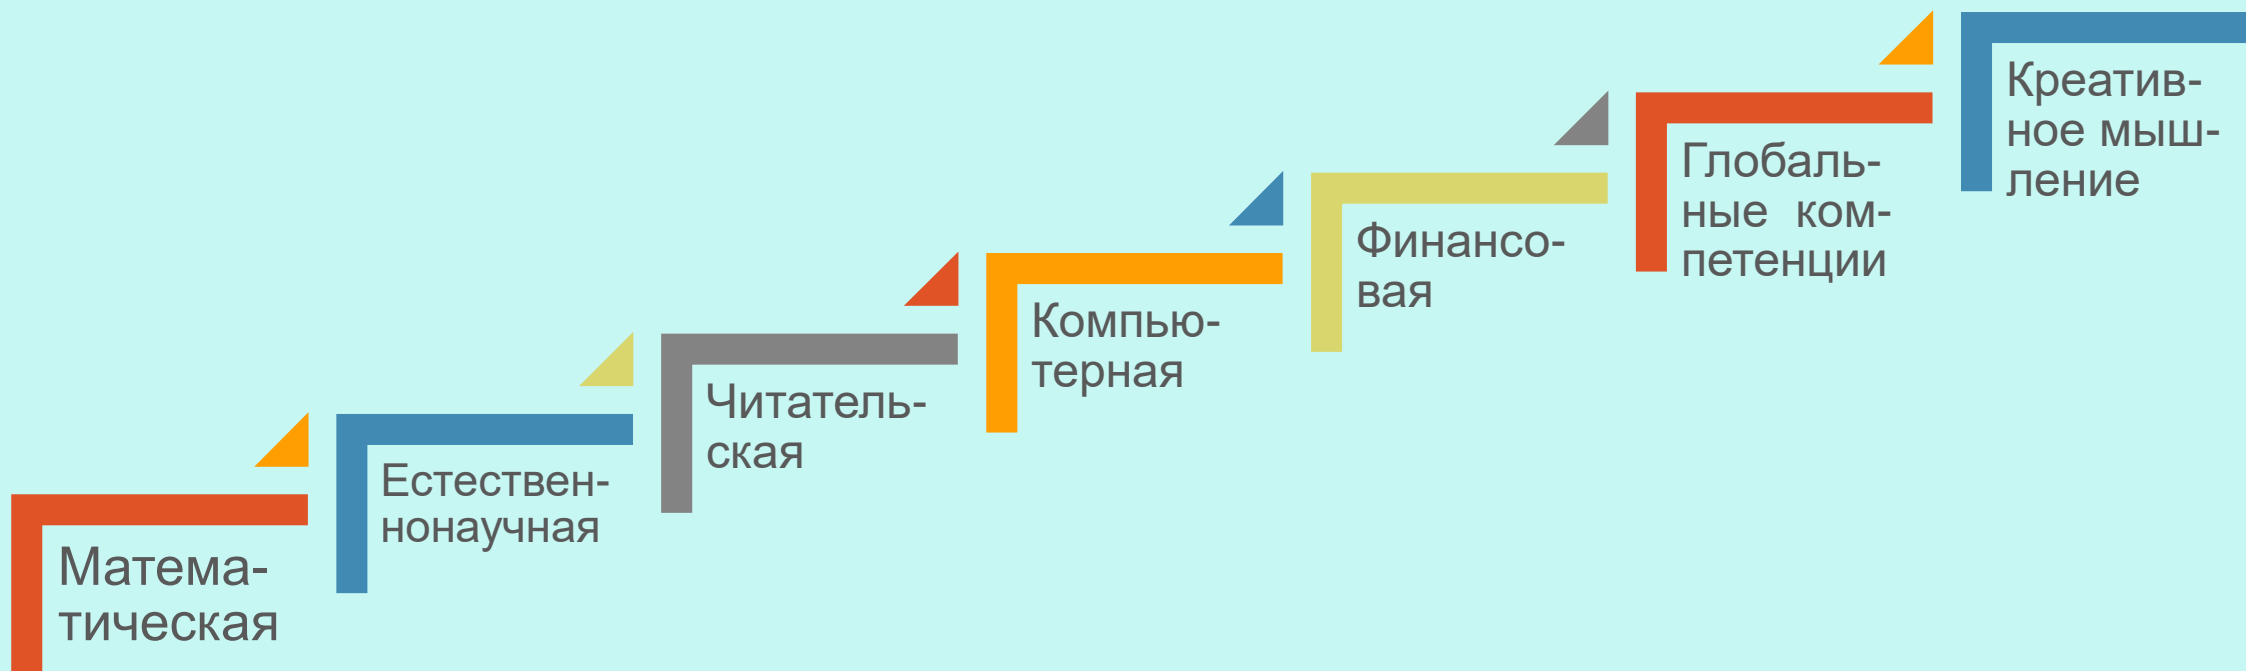 Матема-
тическая
Естествен-
нонаучная
Читатель-
ская
Компью-
терная
Финансо-
вая
Глобаль-
ные ком-
петенции
Креатив-
ное мыш-
ление